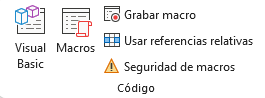 Visual
Basic
Macros
Grabar macro
Usar referencias relativas
Seguridad de macros
Código